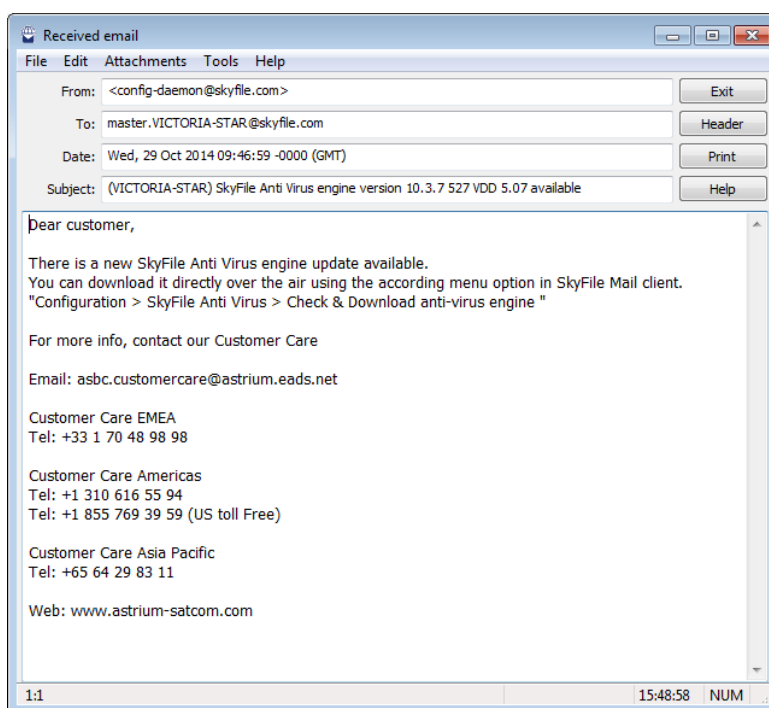 Received email
File Edit Attachments Tools Help
From: <config-daemon@skyfile.com> Exit
To: master.VICTORIA-STAR@skyfile.com Header
Date: Wed, 29 Oct 2014 09:46:59 -0000 (GMT) Print
Subject: (VICTORIA-STAR) SkyFile Anti Virus engine version 10.3.7 527 VDD 5.07 available Help
Dear customer,
There is a new SkyFile Anti Virus engine update available.
You can download it directly over the air using the according menu option in SkyFile Mail client.
"Configuration > SkyFile Anti Virus > Check & Download anti-virus engine "
For more info, contact our Customer Care
Email: asbc.customercare@astrium.eads.net
Customer Care EMEA
Tel: +33 1 70 48 98 98
Customer Care Americas
Tel: +1 310 616 55 94
Tel: +1 855 769 39 59 (US toll Free)
Customer Care Asia Pacific
Tel: +65 64 29 83 11
Web: www.astrium-satcom.com
1:1 15:48:58 NUM